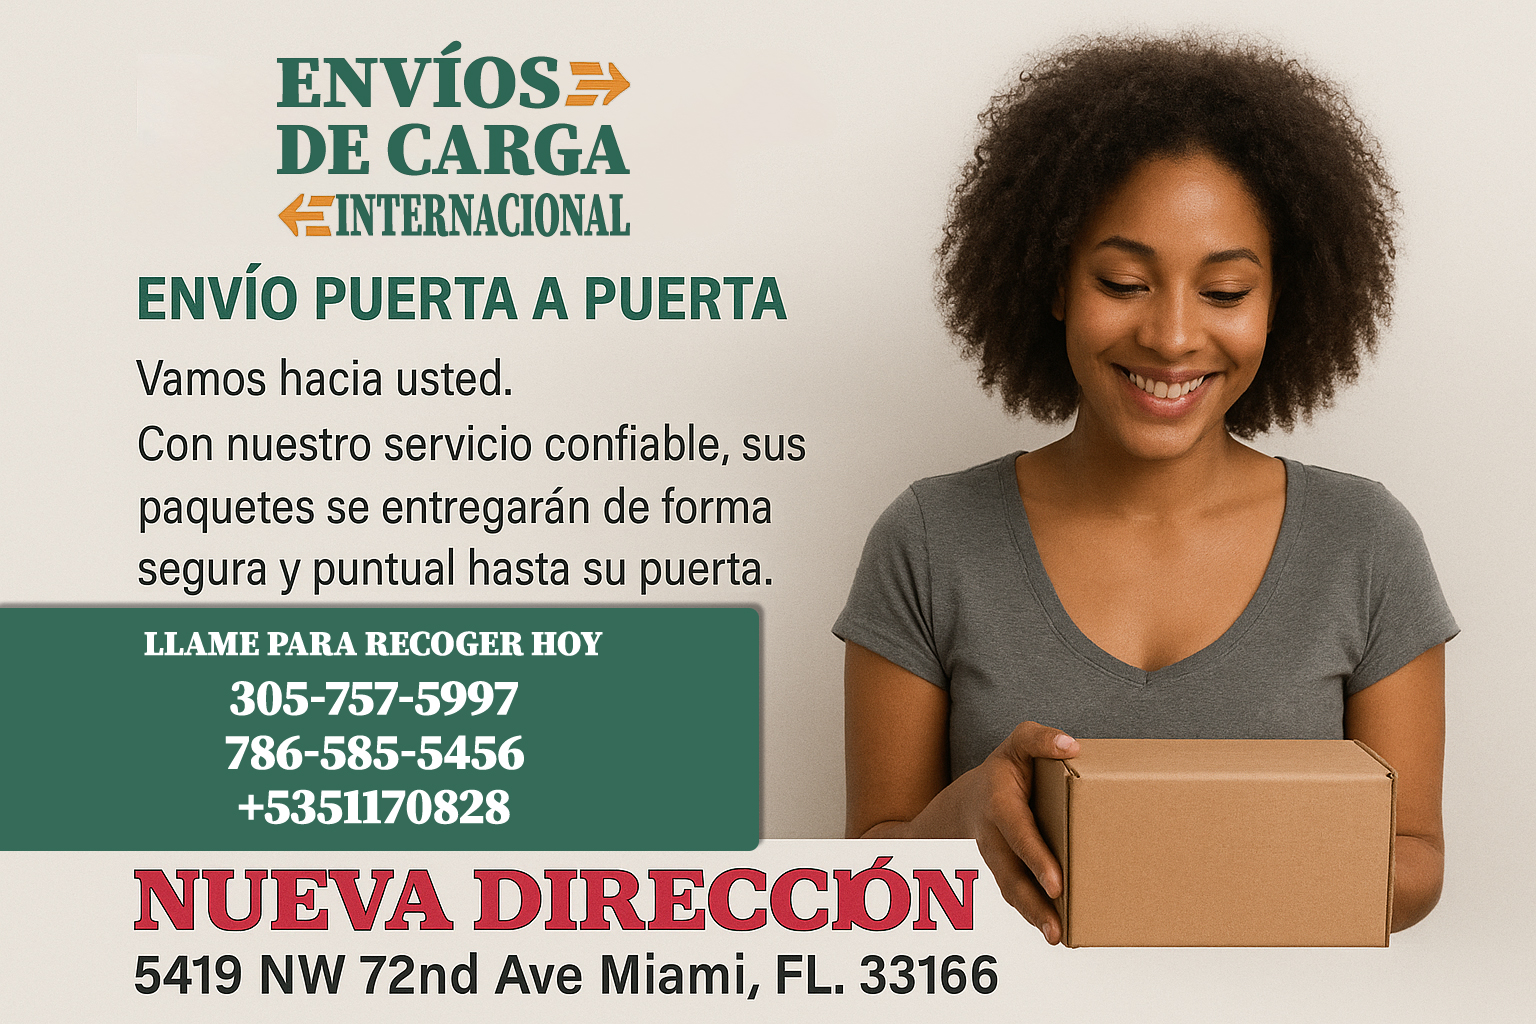 ENVÍOS
DE CARGA
INTERNACIONAL
ENVÍO PUERTA A PUERTA
Vamos hacia usted.
Con nuestro servicio confiable, sus
paquetes se entregarán de forma
segura y puntual hasta su puerta.
LLAME PARA RECOGER HOY
305-757-5997
786-585-5456
+5351170828
NUEVA DIRECCIÓN
5419 NW 72nd Ave Miami, FL. 33166